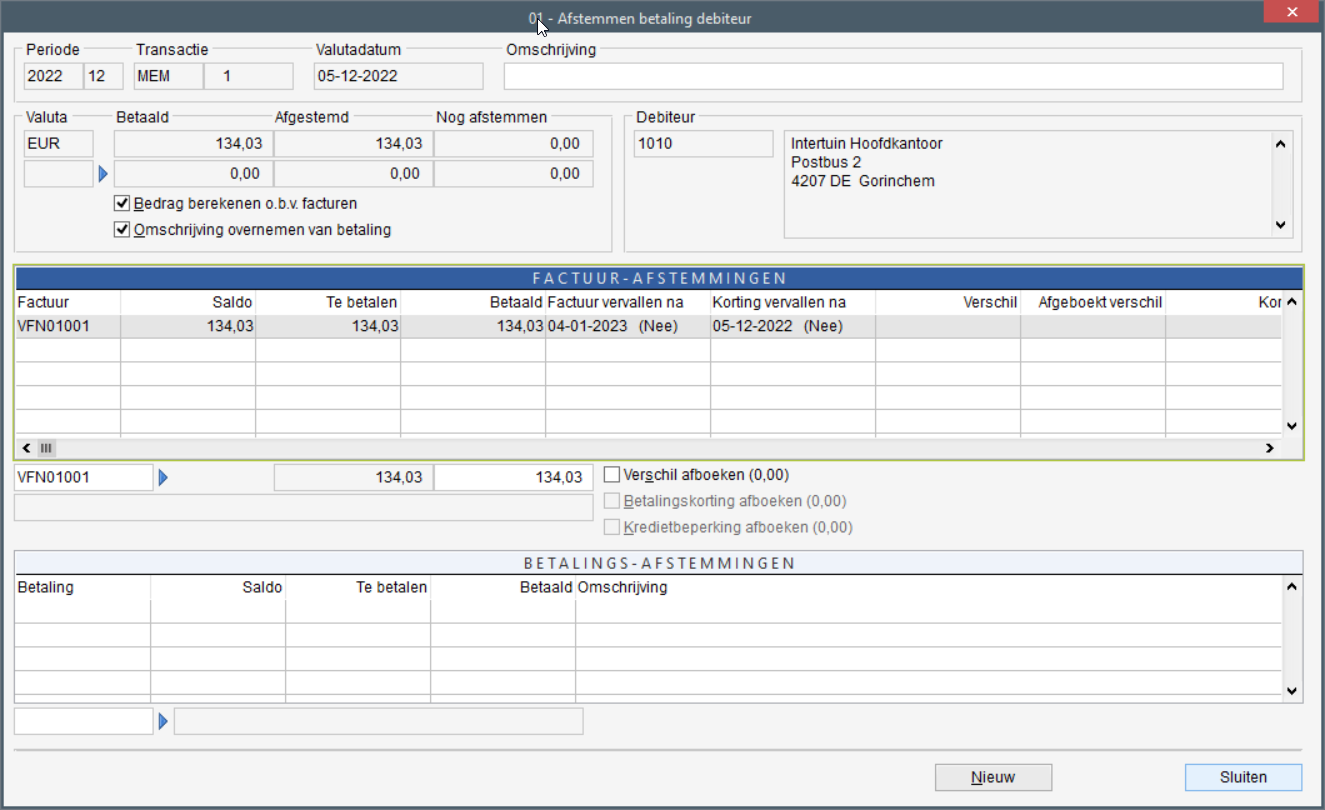 01 - Afstemmen betaling debiteur
Periode Transactie Valutadatum Omschrijving
2022 12 MEM 1 05-12-2022
Valuta Betaald Afgestemd Nog afstemmen
EUR 134,03 134,03 0,00
0,00 0,00 0,00
Bedrag berekenen o.b.v. facturen
Omschrijving overnemen van betaling
Debiteur
1010
Intertuin Hoofdkantoor
Postbus 2
4207 DE Gorinchem
FACTUUR-AFSTEMMINGEN
Factuur Saldo Te betalen Betaald Factuur vervallen na Korting vervallen na Verschil Afgeboekt verschil Kor
VFN01001 134,03 134,03 134,03 04-01-2023 (Nee) 05-12-2022 (Nee)
VFN01001 134,03 134,03
Verschil afboeken (0,00)
Betalingskorting afboeken (0,00)
Kredietbeperking afboeken (0,00)
BETALINGS-AFSTEMMINGEN
Betaling Saldo Te betalen Betaald Omschrijving
Nieuw Sluiten